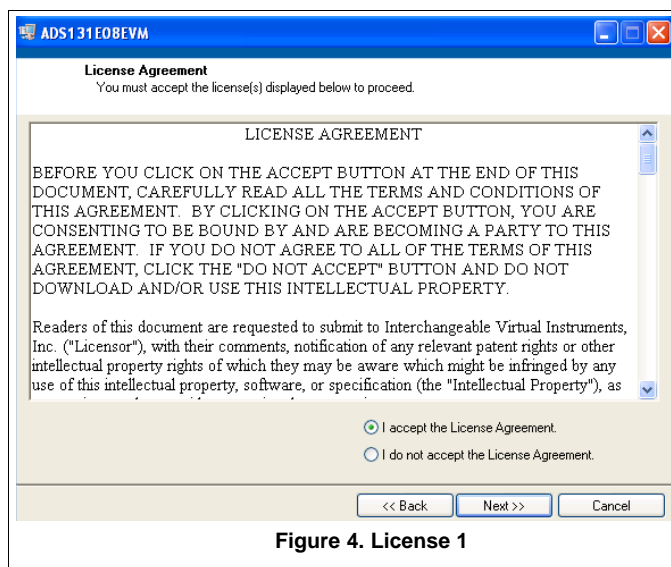 ADS131E08EVM
License Agreement
You must accept the license(s) displayed below to proceed.
LICENSE AGREEMENT
BEFORE YOU CLICK ON THE ACCEPT BUTTON AT THE END OF THIS
DOCUMENT, CAREFULLY READ ALL THE TERMS AND CONDITIONS OF
THIS AGREEMENT.  BY CLICKING ON THE ACCEPT BUTTON, YOU ARE
CONSENTING TO BE BOUND BY AND ARE BECOMING A PARTY TO THIS
AGREEMENT.  IF YOU DO NOT AGREE TO ALL OF THE TERMS OF THIS
AGREEMENT, CLICK THE "DO NOT ACCEPT" BUTTON AND DO NOT
DOWNLOAD AND/OR USE THIS INTELLECTUAL PROPERTY.
Readers of this document are requested to submit to Interchangeable Virtual Instruments,
Inc. ("Licensor"), with their comments, notification of any relevant patent rights or other
intellectual property rights of which they may be aware which might be infringed by any
use of this intellectual property, software, or specification (the "Intellectual Property"), as
I accept the License Agreement.
I do not accept the License Agreement.
<< Back
Next >>
Cancel
Figure 4. License 1